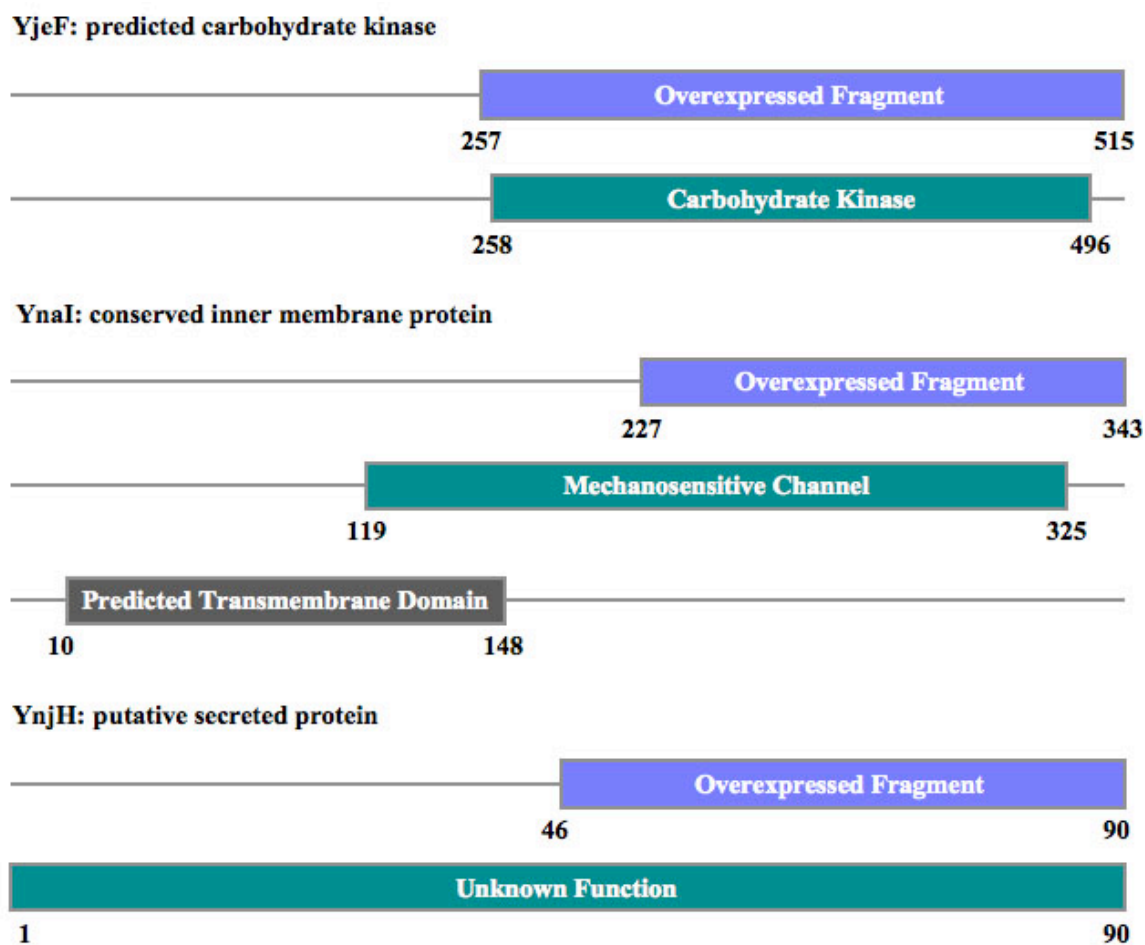 YjeF: predicted carbohydrate kinase
Overexpressed Fragment
257 515
Carbohydrate Kinase
258 496
YnaI: conserved inner membrane protein
Overexpressed Fragment
227 343
Mechanosensitive Channel
119 325
Predicted Transmembrane Domain
10 148
YnjH: putative secreted protein
Overexpressed Fragment
46 90
Unknown Function
1 90